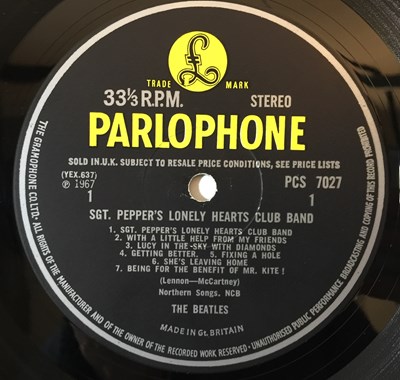 £
TRADE MARK
33⅓ R.P.M. STEREO
PARLOPHONE
SOLD IN U.K. SUBJECT TO RESALE PRICE CONDITIONS, SEE PRICE LISTS
(YEX.637) PCS 7027
℗ 1967
1 1
SGT. PEPPER'S LONELY HEARTS CLUB BAND
1. SGT. PEPPER'S LONELY HEARTS CLUB BAND
2. WITH A LITTLE HELP FROM MY FRIENDS
3. LUCY IN THE SKY WITH DIAMONDS
4. GETTING BETTER. 5. FIXING A HOLE
6. SHE'S LEAVING HOME
7. BEING FOR THE BENEFIT OF MR. KITE !
(Lennon—McCartney)
Northern Songs, NCB
THE BEATLES
MADE IN Gt. BRITAIN
THE GRAMOPHONE CO. LTD. ALL RIGHTS OF THE MANUFACTURER AND OF THE OWNER OF THE RECORDED WORK RESERVED · UNAUTHORISED PUBLIC PERFORMANCE, BROADCASTING AND COPYING OF THIS RECORD PROHIBITED